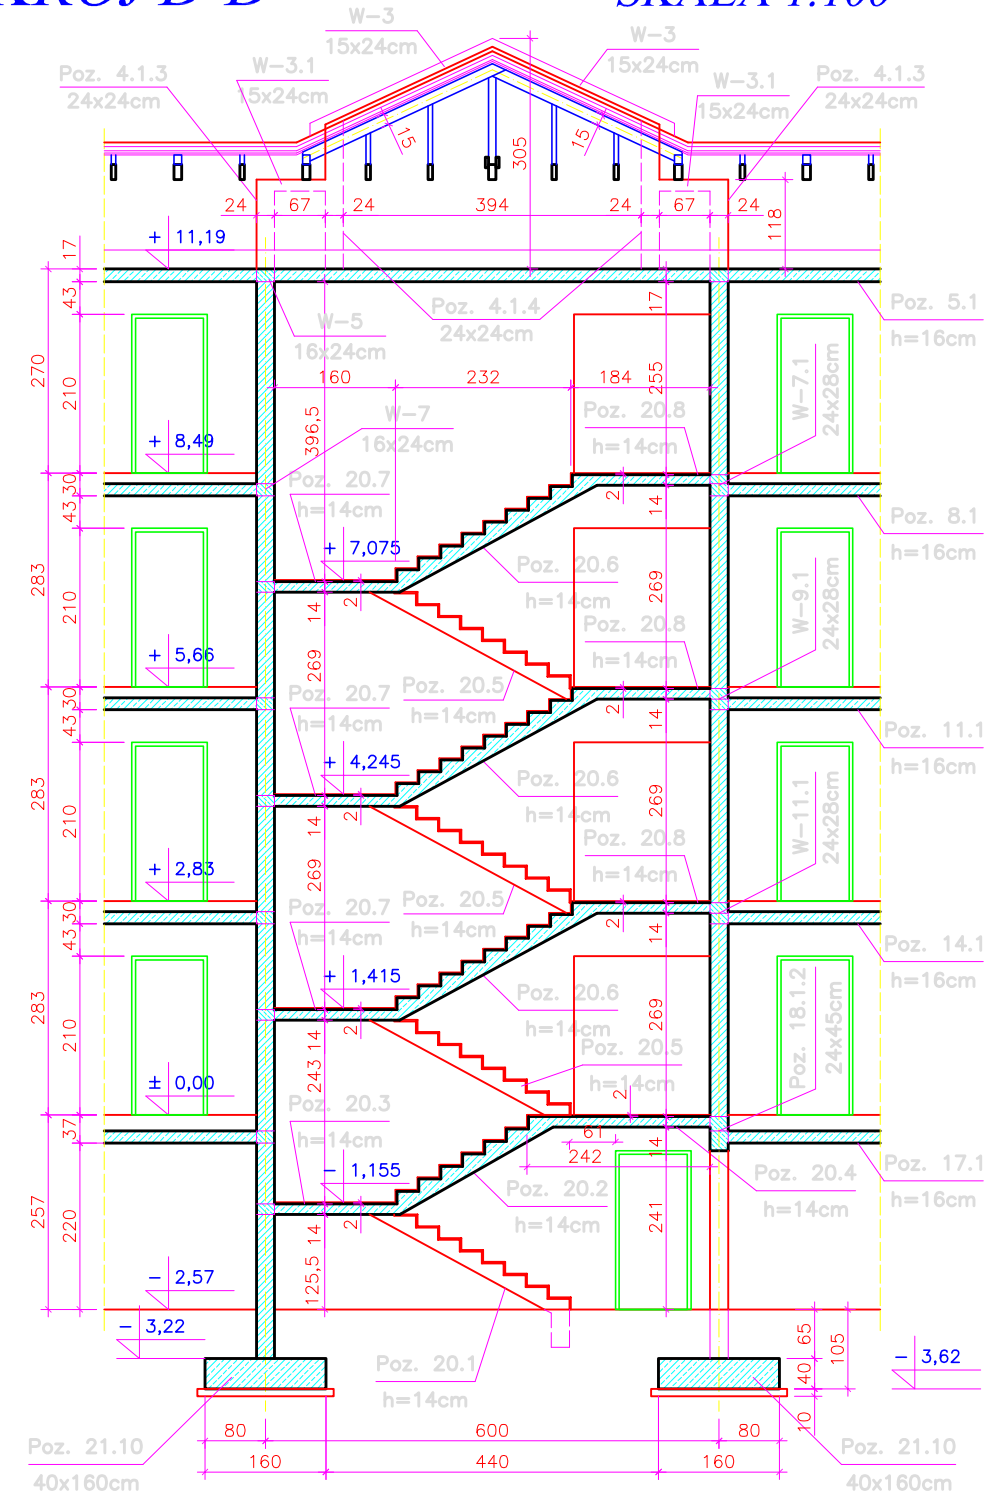 SKALA 1:100
W-3
15x24cm
W-3
15x24cm
Poz. 4.1.3
24x24cm
W-3.1
15x24cm
Poz. 4.1.3
24x24cm
15
15
305
24
67
24
394
24
67
24
118
17
+ 11,19
43
Poz. 4.1.4
24x24cm
17
Poz. 5.1
h=16cm
W-5
16x24cm
160
232
184
255
270
210
396,5
W-7
16x24cm
Poz. 20.8
h=14cm
W-7.1
24x28cm
+ 8,49
Poz. 20.7
h=14cm
30
43
2
14
Poz. 8.1
h=16cm
+ 7,075
Poz. 20.6
h=14cm
283
210
14
2
269
269
Poz. 20.8
h=14cm
W-9.1
24x28cm
+ 5,66
Poz. 20.7
h=14cm
Poz. 20.5
h=14cm
30
43
2
14
Poz. 11.1
h=16cm
+ 4,245
Poz. 20.6
h=14cm
283
210
14
2
269
269
Poz. 20.8
h=14cm
W-11.1
24x28cm
+ 2,83
Poz. 20.7
h=14cm
Poz. 20.5
h=14cm
30
43
2
14
Poz. 14.1
h=16cm
+ 1,415
Poz. 20.6
h=14cm
283
210
14
2
243
269
Poz. 20.5
h=14cm
Poz. 18.1.2
24x45cm
± 0,00
Poz. 20.3
h=14cm
2
37
61
14
242
- 1,155
Poz. 20.2
h=14cm
Poz. 20.4
h=14cm
Poz. 17.1
h=16cm
257
220
14
2
241
125,5
- 2,57
- 3,22
65
105
40
10
- 3,62
Poz. 20.1
h=14cm
80
600
80
160
440
160
Poz. 21.10
40x160cm
Poz. 21.10
40x160cm